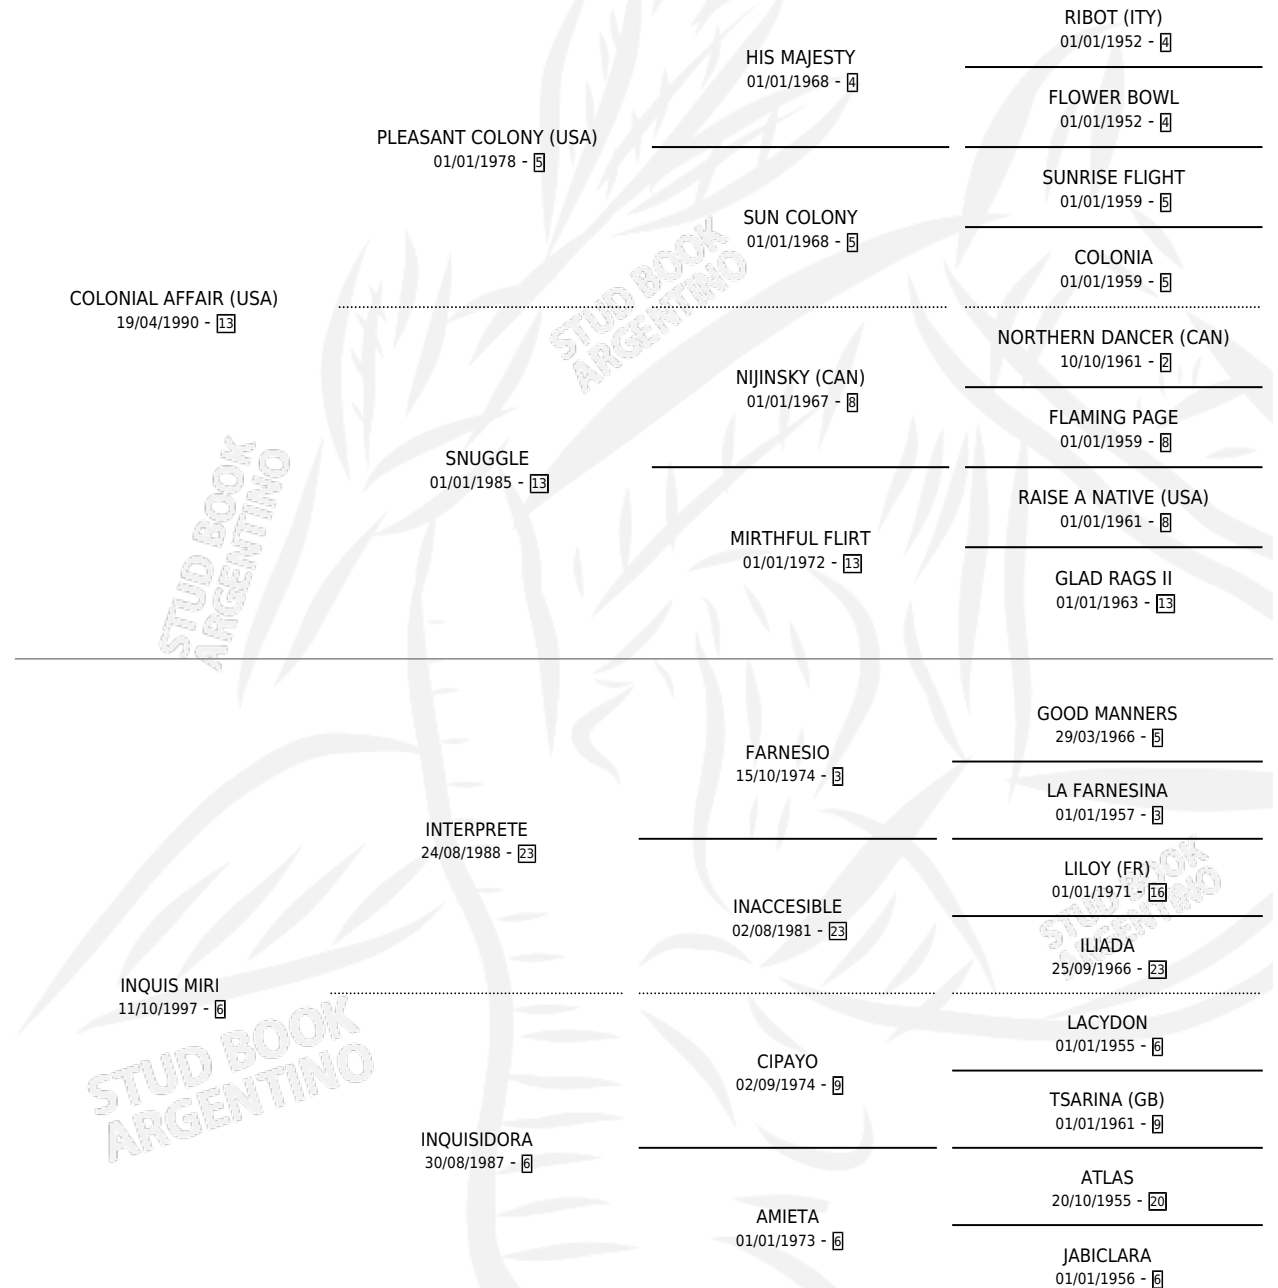 RIBOT (ITY)
01/01/1952 - 4
HIS MAJESTY
01/01/1968 - 4
FLOWER BOWL
01/01/1952 - 4
PLEASANT COLONY (USA)
01/01/1978 - 5
SUNRISE FLIGHT
01/01/1959 - 5
SUN COLONY
01/01/1968 - 5
COLONIA
01/01/1959 - 5
COLONIAL AFFAIR (USA)
19/04/1990 - 13
NORTHERN DANCER (CAN)
10/10/1961 - 2
NIJINSKY (CAN)
01/01/1967 - 8
FLAMING PAGE
01/01/1959 - 8
SNUGGLE
01/01/1985 - 13
RAISE A NATIVE (USA)
01/01/1961 - 8
MIRTHFUL FLIRT
01/01/1972 - 13
GLAD RAGS II
01/01/1963 - 13
STUD BOOK
ARGENTINO
STUD BOOK
ARGENTINO
GOOD MANNERS
29/03/1966 - 5
FARNESIO
15/10/1974 - 3
LA FARNESINA
01/01/1957 - 3
INTERPRETE
24/08/1988 - 23
LILOY (FR)
01/01/1971 - 16
INACCESIBLE
02/08/1981 - 23
ILIADA
25/09/1966 - 23
INQUIS MIRI
11/10/1997 - 6
LACYDON
01/01/1955 - 6
CIPAYO
02/09/1974 - 9
TSARINA (GB)
01/01/1961 - 9
INQUISIDORA
30/08/1987 - 6
ATLAS
20/10/1955 - 20
AMIETA
01/01/1973 - 6
JABICLARA
01/01/1956 - 6
STUD BOOK
ARGENTINO
STUD BOOK
ARGENTINO